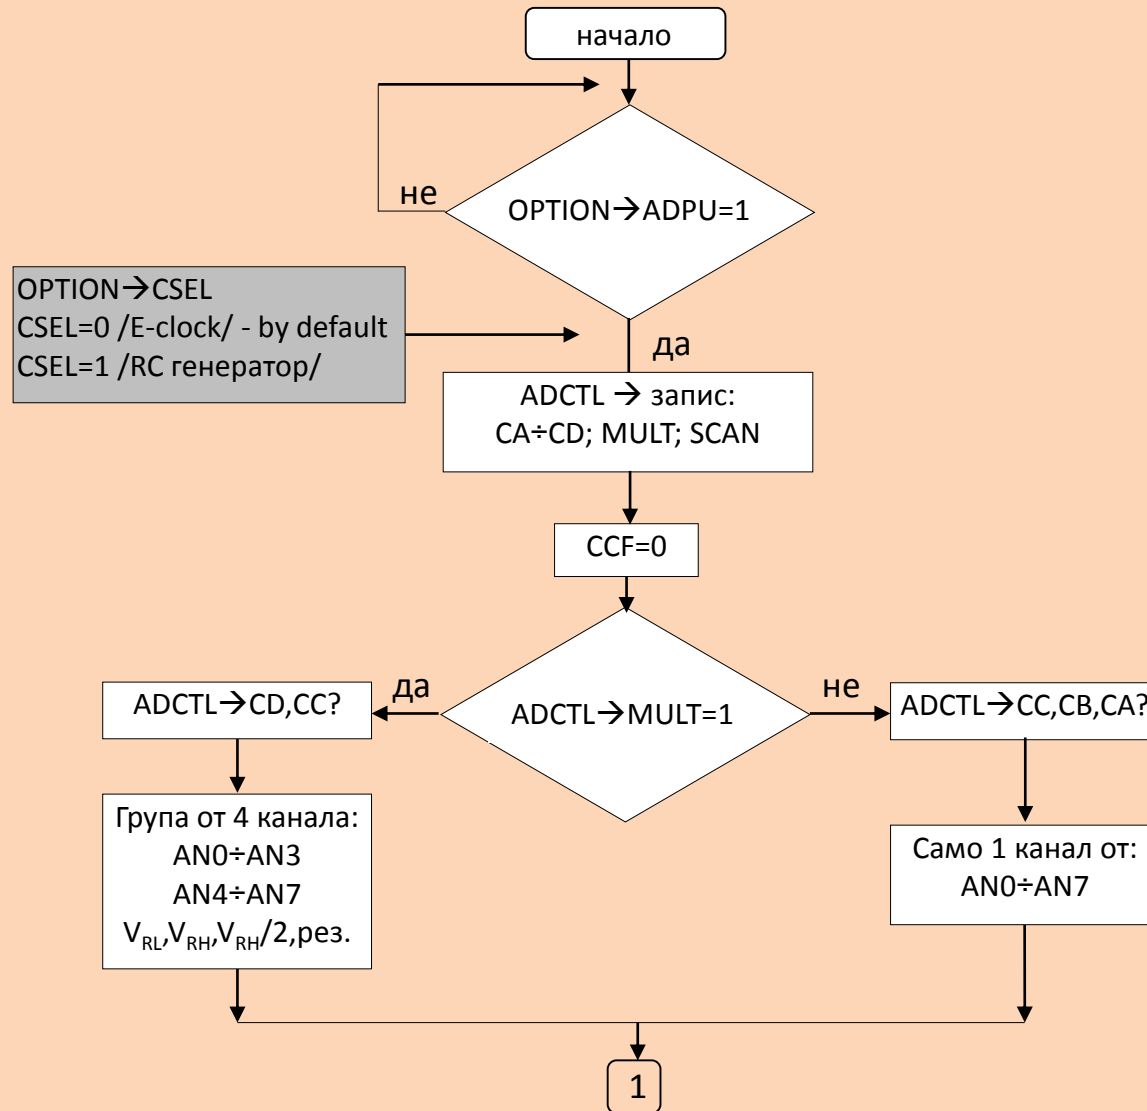 начало
не
OPTION→ADPU=1
OPTION→CSEL
CSEL=0 /E-clock/ - by default
CSEL=1 /RC генератор/
да
ADCTL → запис:
CA÷CD; MULT; SCAN
CCF=0
да
не
ADCTL→CD,CC?
ADCTL→MULT=1
ADCTL→CC,CB,CA?
Група от 4 канала:
AN0÷AN3
AN4÷AN7
VRL,VRH,VRH/2,рез.
Само 1 канал от:
AN0÷AN7
1